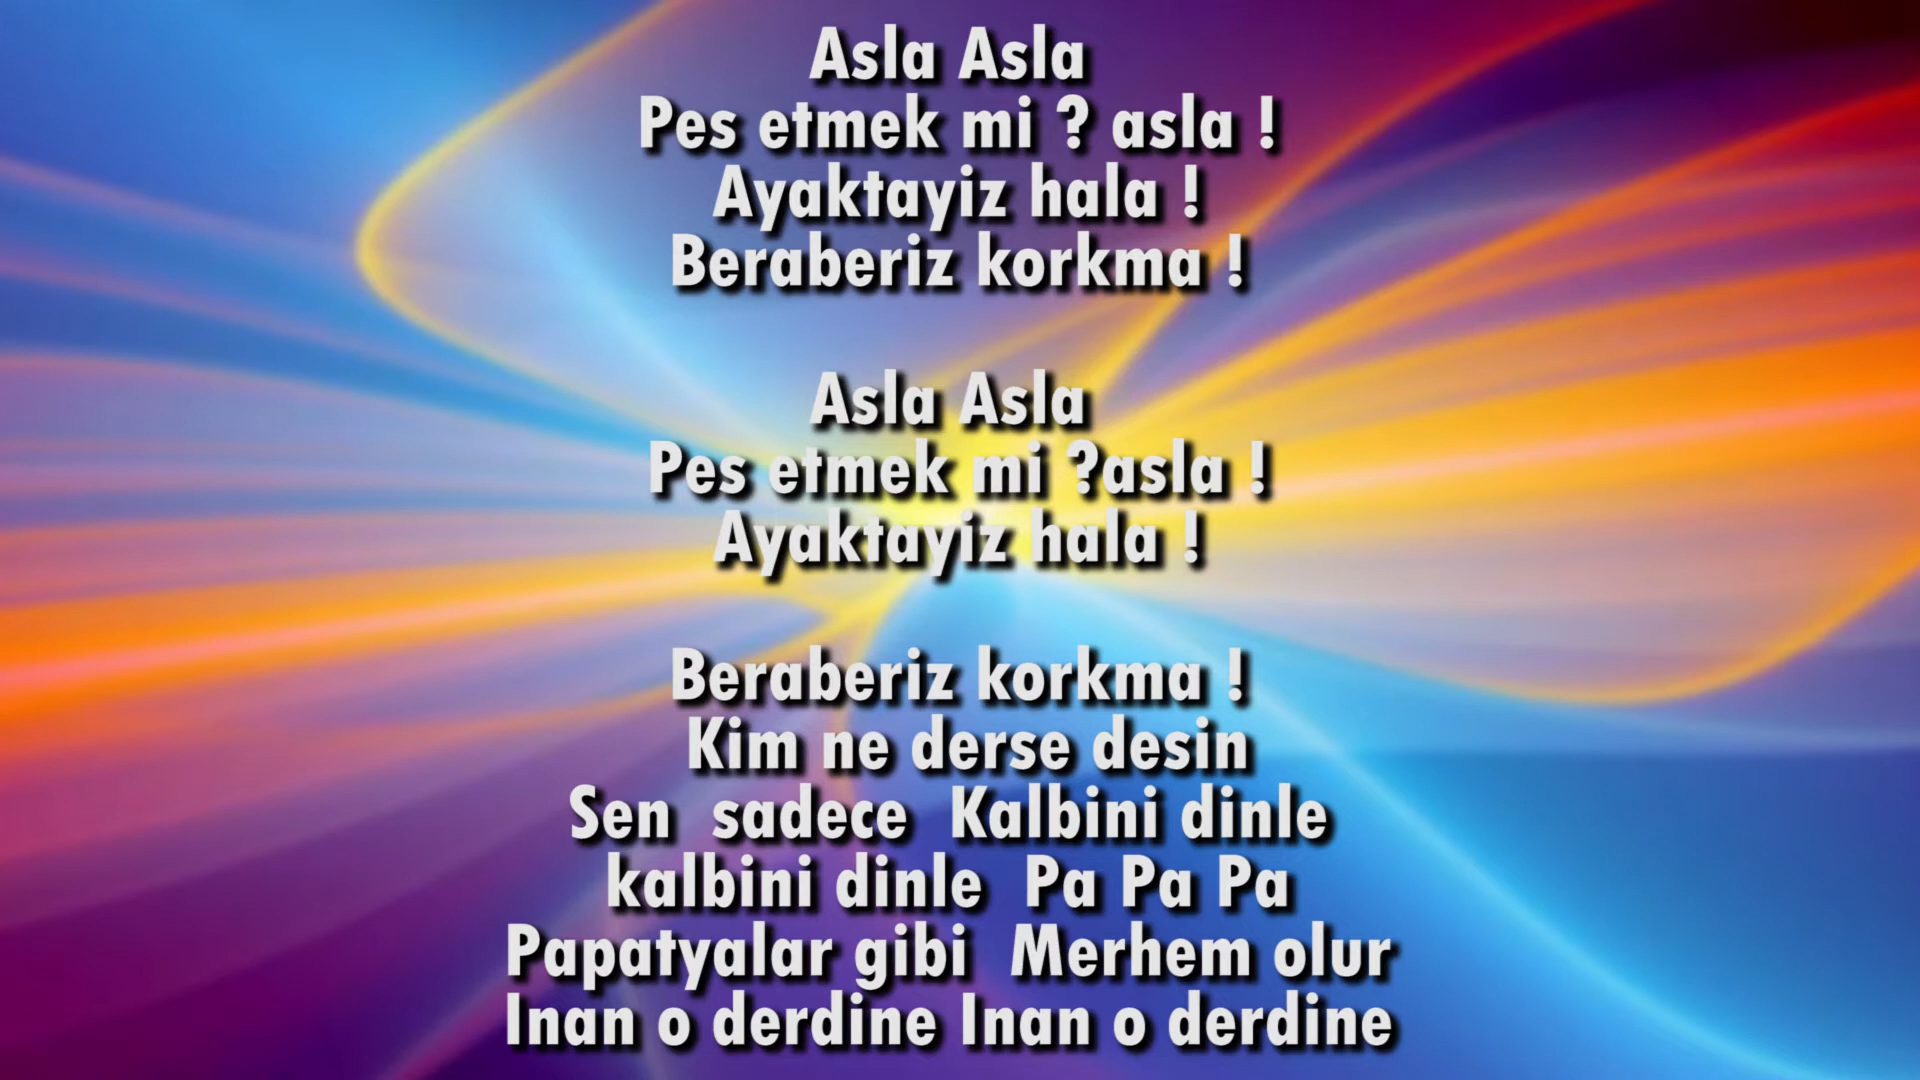 Asla Asla
Pes etmek mi ? asla !
Ayaktayiz hala !
Beraberiz korkma !
Asla Asla
Pes etmek mi ?asla !
Ayaktayiz hala !
Beraberiz korkma !
Kim ne derse desin
Sen  sadece  Kalbini dinle
kalbini dinle  Pa Pa Pa
Papatyalar gibi  Merhem olur
Inan o derdine Inan o derdine